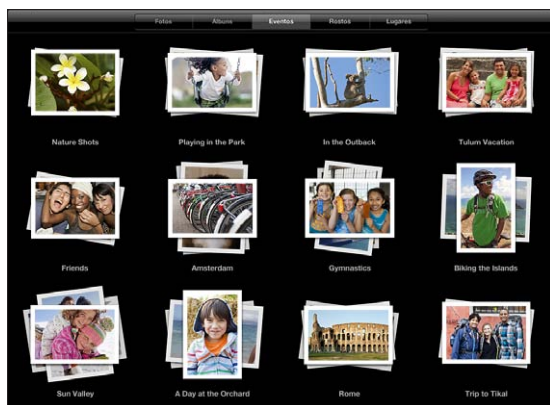 Fotos Álbuns Eventos Rostos Lugares
Nature Shots Playing in the Park In the Outback Tulum Vacation
Friends Amsterdam Gymnastics Biking the Islands
Sun Valley A Day at the Orchard Rome Trip to Tikal